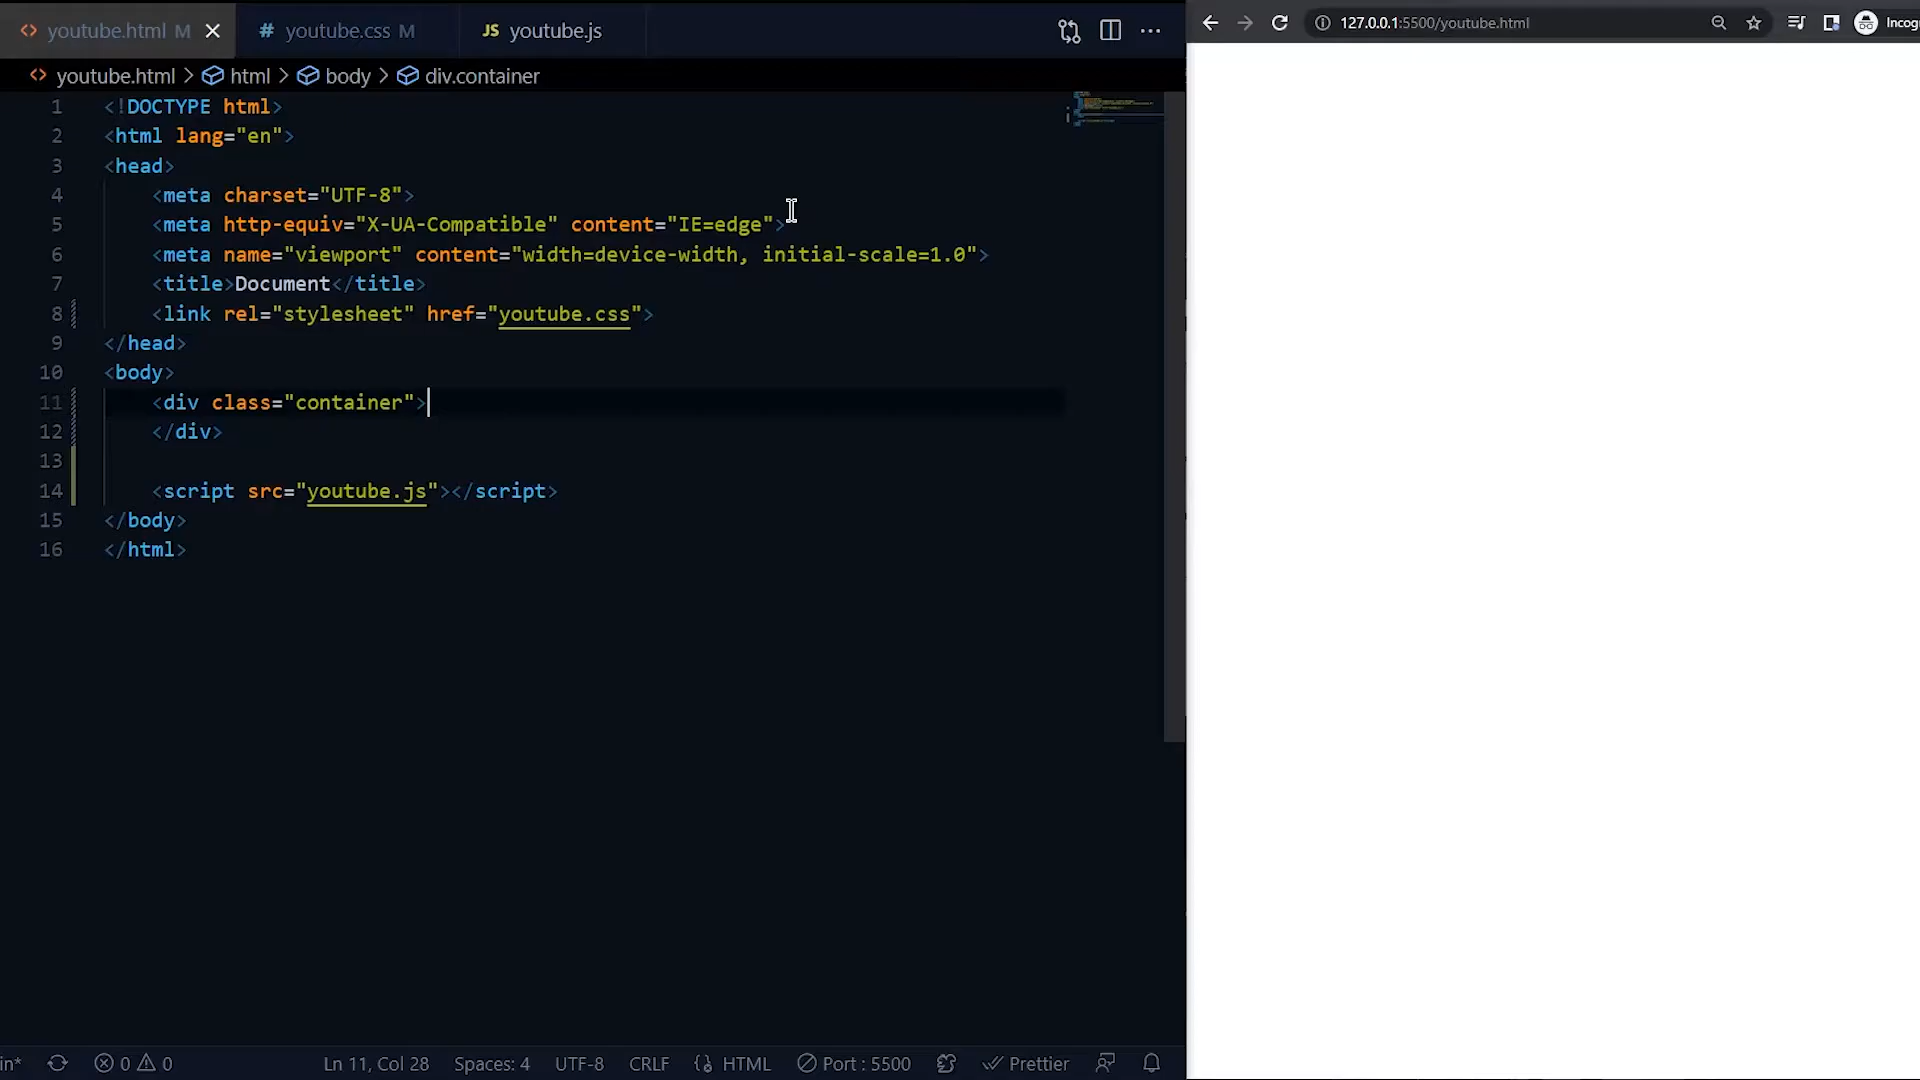 youtube.html M
youtube.css M
JS youtube.js
127.0.0.1:5500/youtube.html
youtube.html > html > body > div.container
1 <!DOCTYPE html>
2 <html lang="en">
3 <head>
4 <meta charset="UTF-8">
5 <meta http-equiv="X-UA-Compatible" content="IE=edge">
6 <meta name="viewport" content="width=device-width, initial-scale=1.0">
7 <title>Document</title>
8 <link rel="stylesheet" href="youtube.css">
9 </head>
10 <body>
11 <div class="container">
12 </div>
13
14 <script src="youtube.js"></script>
15 </body>
16 </html>
in* 0 0 Ln 11, Col 28 Spaces: 4 UTF-8 CRLF HTML Port : 5500 Prettier